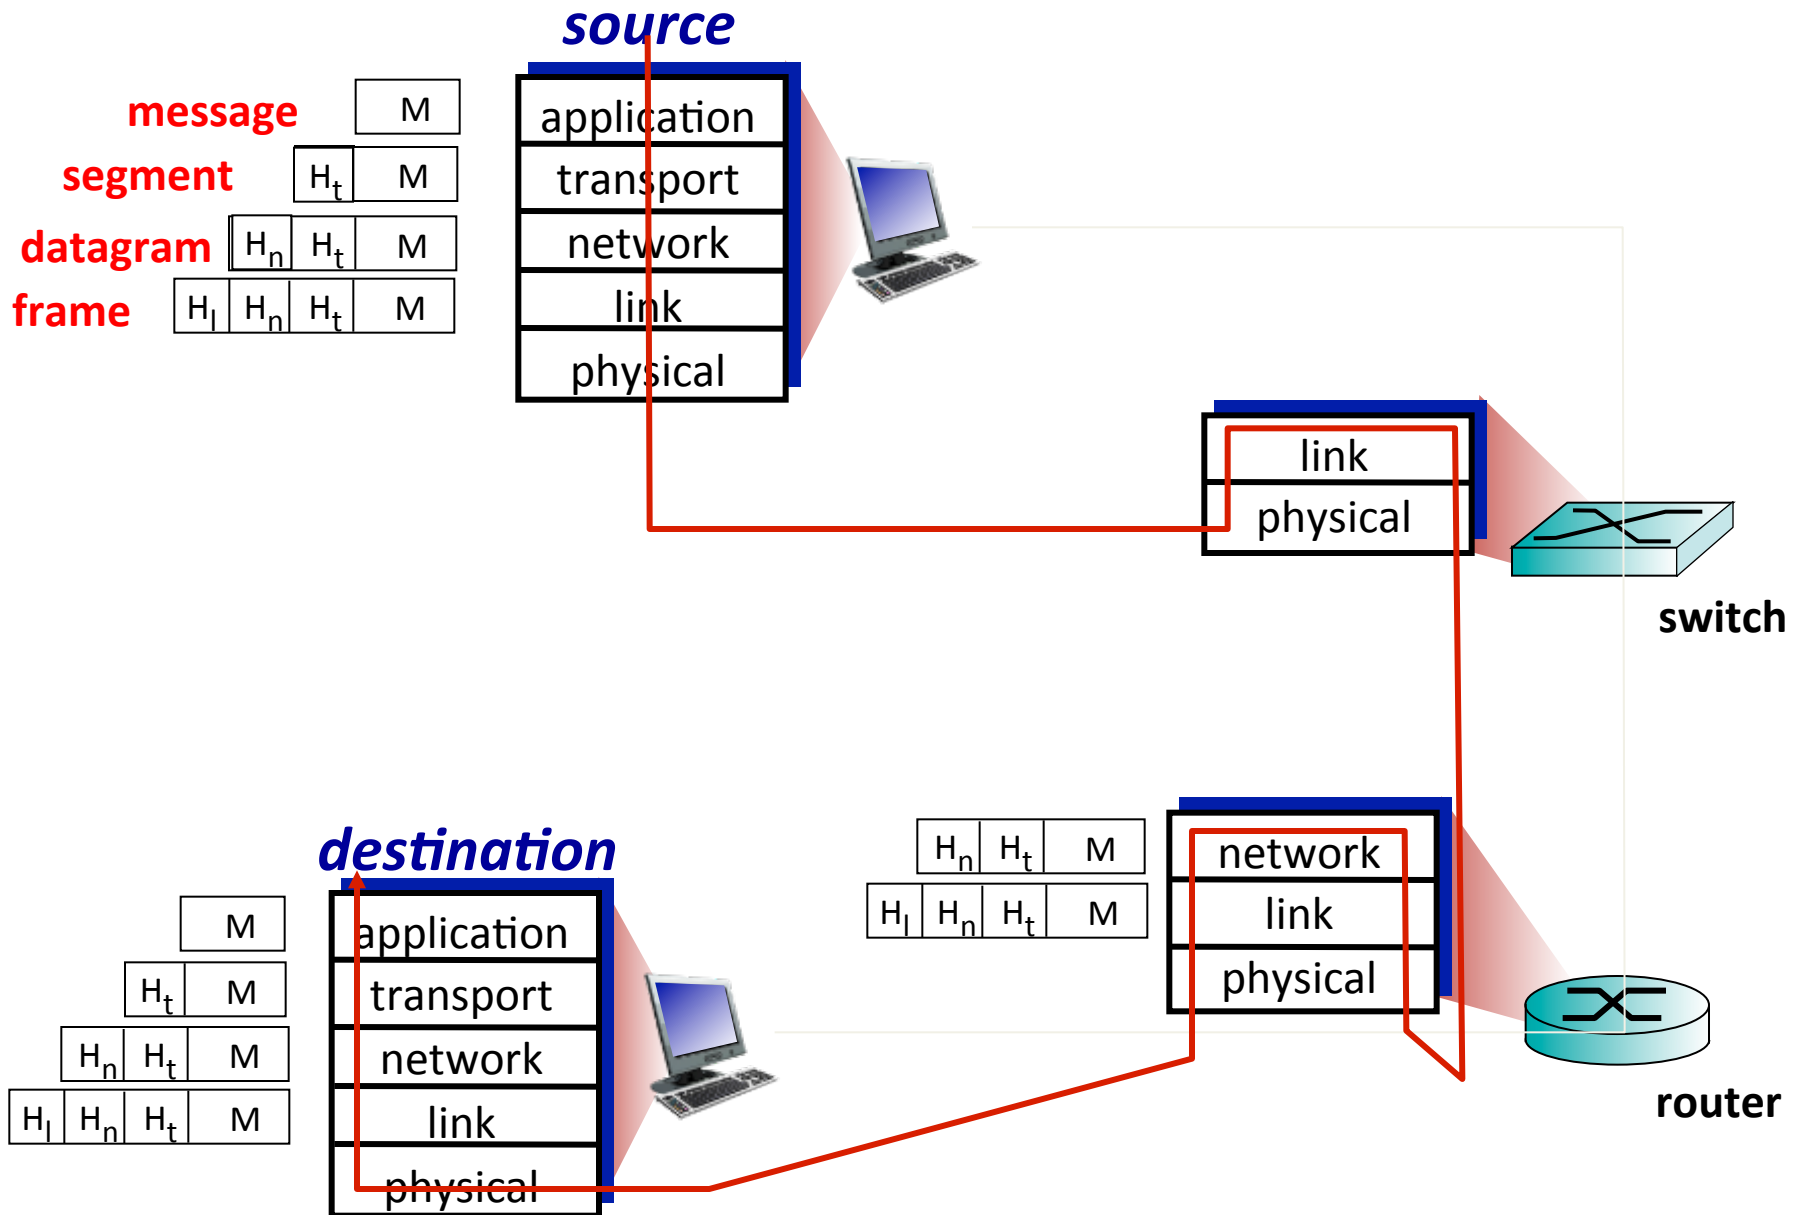 source
message M application
segment Ht M transport
datagram Hn Ht M network
frame Hl Hn Ht M link
physical
link
physical
switch
destination
Hn Ht M network
Hl Hn Ht M link
physical
router
M application
Ht M transport
Hn Ht M network
Hl Hn Ht M link
physical